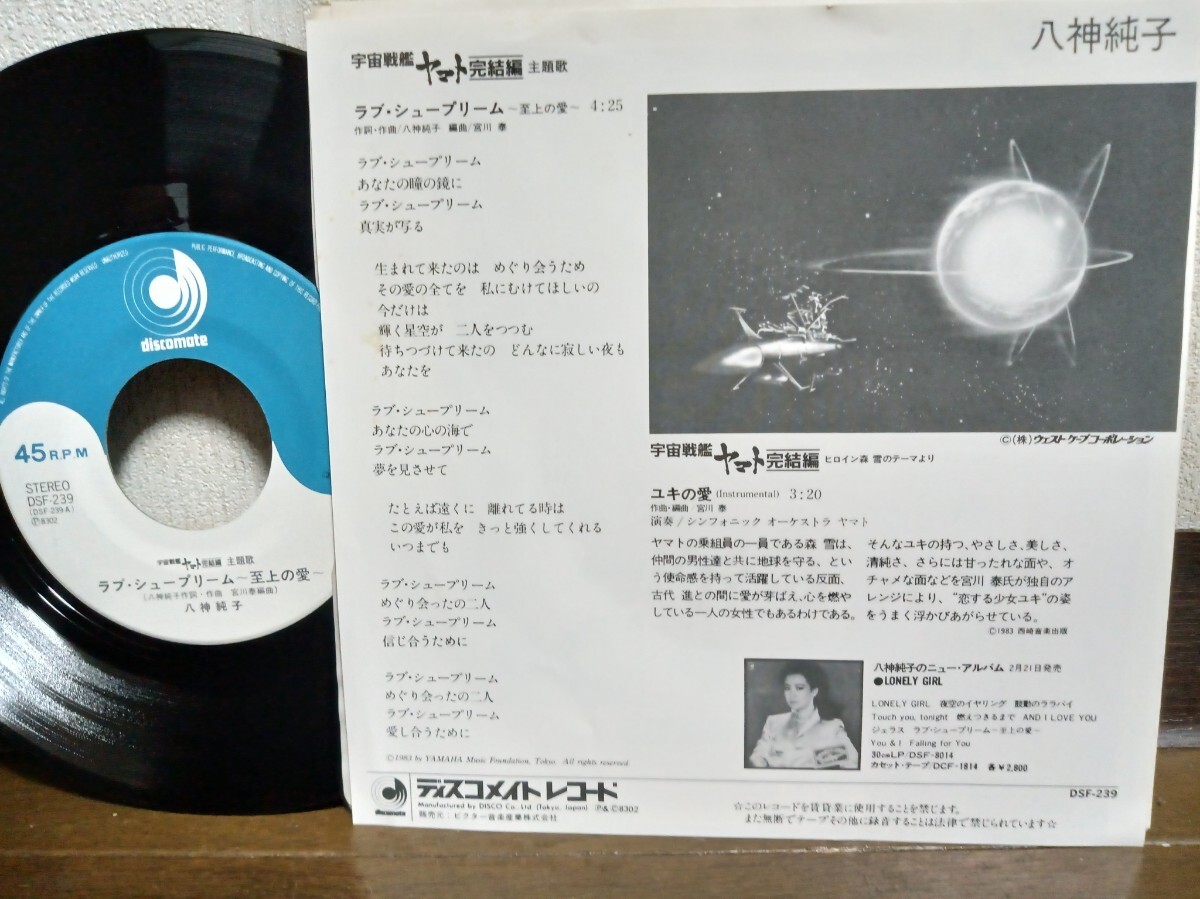 八神純子
宇宙戦艦ヤマト完結編 主題歌
ラブ・シュープリーム ～至上の愛～ 4:25
作詞・作曲/八神純子 編曲/宮川 泰
ラブ・シュープリーム
あなたの瞳の鏡に
ラブ・シュープリーム
真実が写る
生まれて来たのは めぐり会うため
その愛の全てを 私にむけてほしいの
今だけは
輝く星空が 二人をつつむ
待ちつづけて来たの どんなに寂しい夜も
あなたを
ラブ・シュープリーム
あなたの心の海で
ラブ・シュープリーム
夢を見させて
たとえば遠くに 離れてる時は
この愛が私を きっと強くしてくれる
いつまでも
ラブ・シュープリーム
めぐり会ったの二人
ラブ・シュープリーム
信じ合うために
ラブ・シュープリーム
めぐり会ったの二人
ラブ・シュープリーム
愛し合うために
©1983 by YAMAHA Music Foundation, Tokyo. All rights reserved.
©(株)ウェストケープコーポレーション
宇宙戦艦ヤマト完結編 ヒロイン森 雪のテーマより
ユキの愛 (Instrumental) 3:20
作曲・編曲 宮川 泰
演奏/シンフォニック オーケストラ ヤマト
ヤマトの乗組員の一員である森 雪は、
仲間の男性達と共に地球を守る、とい
う使命感を持って活躍している反面、
古代 進との間に愛が芽ばえ、心を燃や
している一人の女性でもあるわけである。
そんなユキの持つ、やさしさ、美しさ、
清純さ、さらには甘ったれな面や、オ
チャメな面などを宮川 泰氏が独自のア
レンジにより、“恋する少女ユキ”の姿
をうまく浮かびあがらせている。
©1983 西崎音楽出版
八神純子のニュー・アルバム 2月21日発売
●LONELY GIRL
LONELY GIRL 夜空のイヤリング 鼓動のララバイ
Touch you, tonight 燃えつきるまで AND I LOVE YOU
ジェラス ラブ・シュープリーム～至上の愛～
You & I Falling for You
30cmLP/DSF-8014
カセット・テープ/DCF-1814 各¥2,800
discomate
ディスコメイトレコード
Manufactured by DISCO Co. Ltd (Tokyo, Japan) Ⓟ&©8302
販売元：ビクター音楽産業株式会社
DSF-239
☆このレコードを賃貸業に使用することを禁じます。
また無断でテープその他に録音することは法律で禁じられています☆
discomate
45 R.P.M
STEREO
DSF-239
(DSF-239-A)
Ⓟ8302
宇宙戦艦ヤマト完結編 主題歌
ラブ・シュープリーム～至上の愛～
(八神純子作詞・作曲 宮川泰編曲)
八神純子